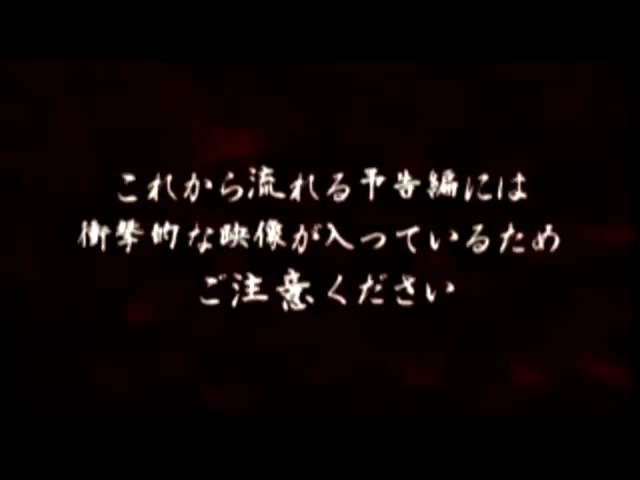 これから流れる予告編には
衝撃的な映像が入っているため
ご注意ください